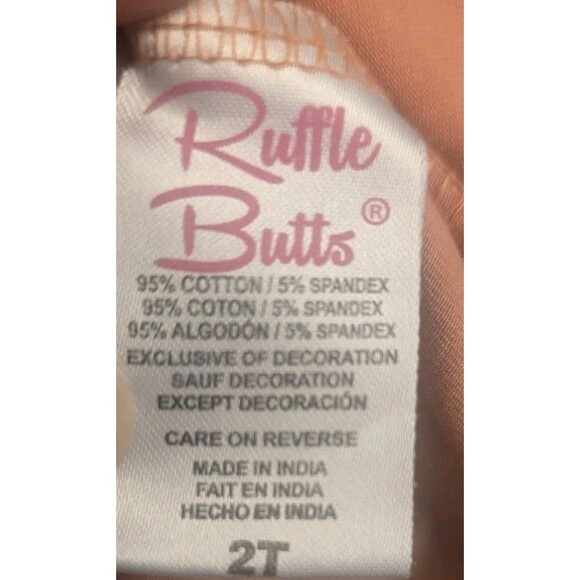 Ruffle
Butts®
95% COTTON / 5% SPANDEX
95% COTON / 5% SPANDEX
95% ALGODÓN / 5% SPANDEX
EXCLUSIVE OF DECORATION
SAUF DECORATION
EXCEPT DECORACIÓN
CARE ON REVERSE
MADE IN INDIA
FAIT EN INDIA
HECHO EN INDIA
2T